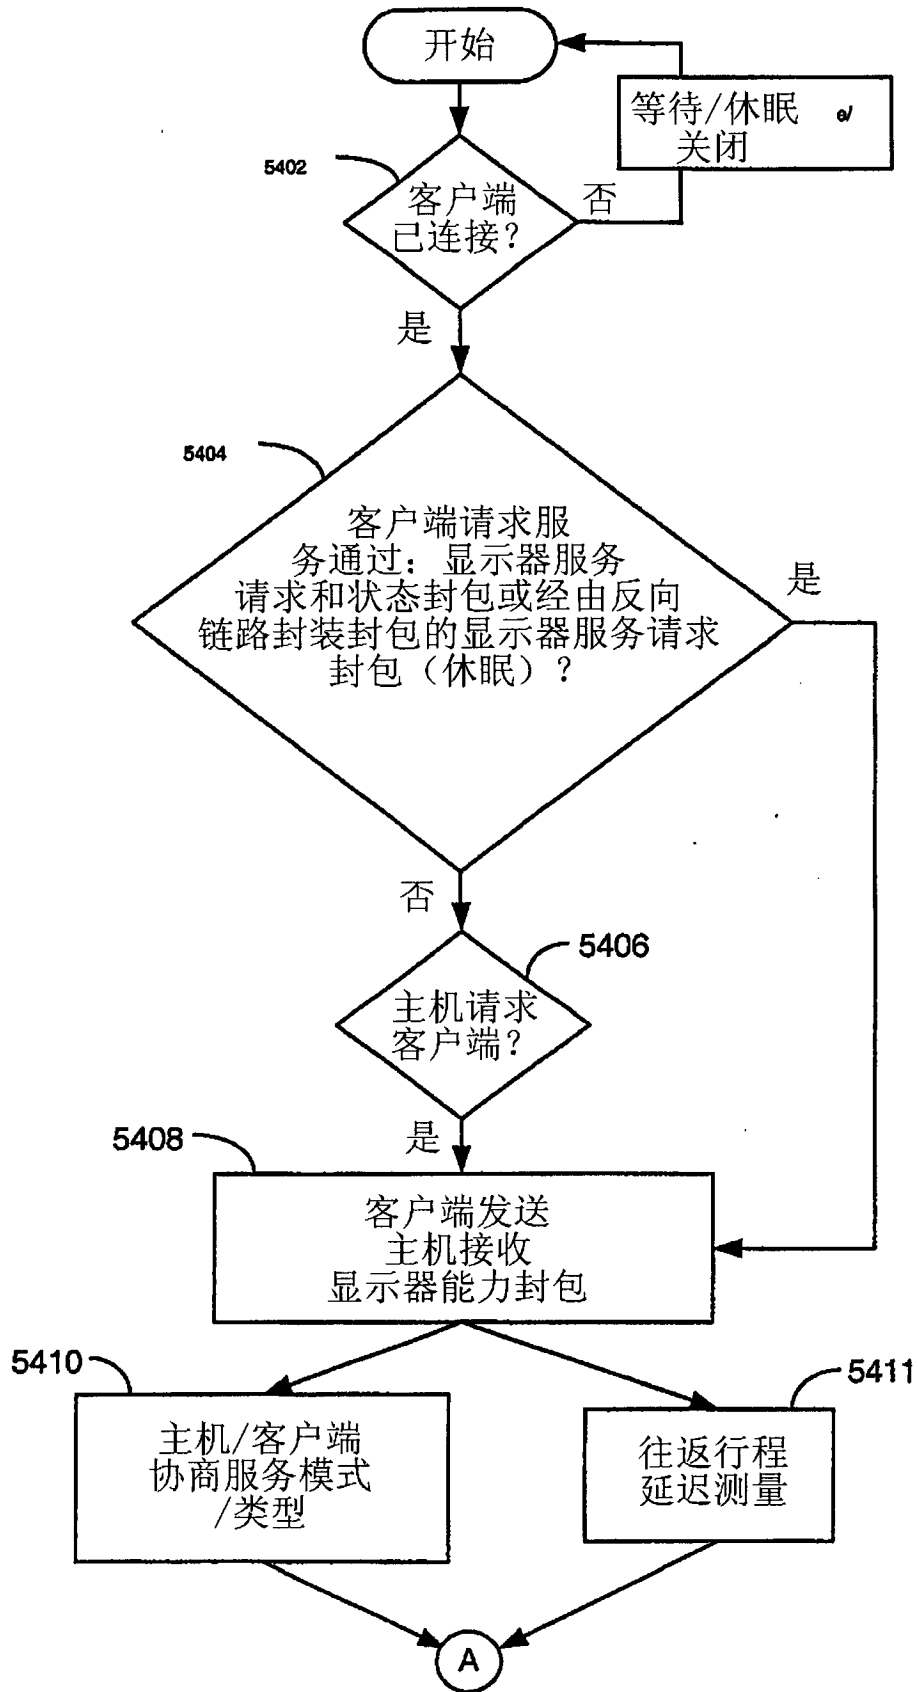 开始
等待/休眠 e/
关闭
5402
客户端
已连接？
否
是
5404
客户端请求服
务通过：显示器服务
请求和状态封包或经由反向
链路封装封包的显示器服务请求
封包（休眠）？
是
否
5406
主机请求
客户端？
是
5408
客户端发送
主机接收
显示器能力封包
5410
主机/客户端
协商服务模式
/类型
5411
往返行程
延迟测量
A